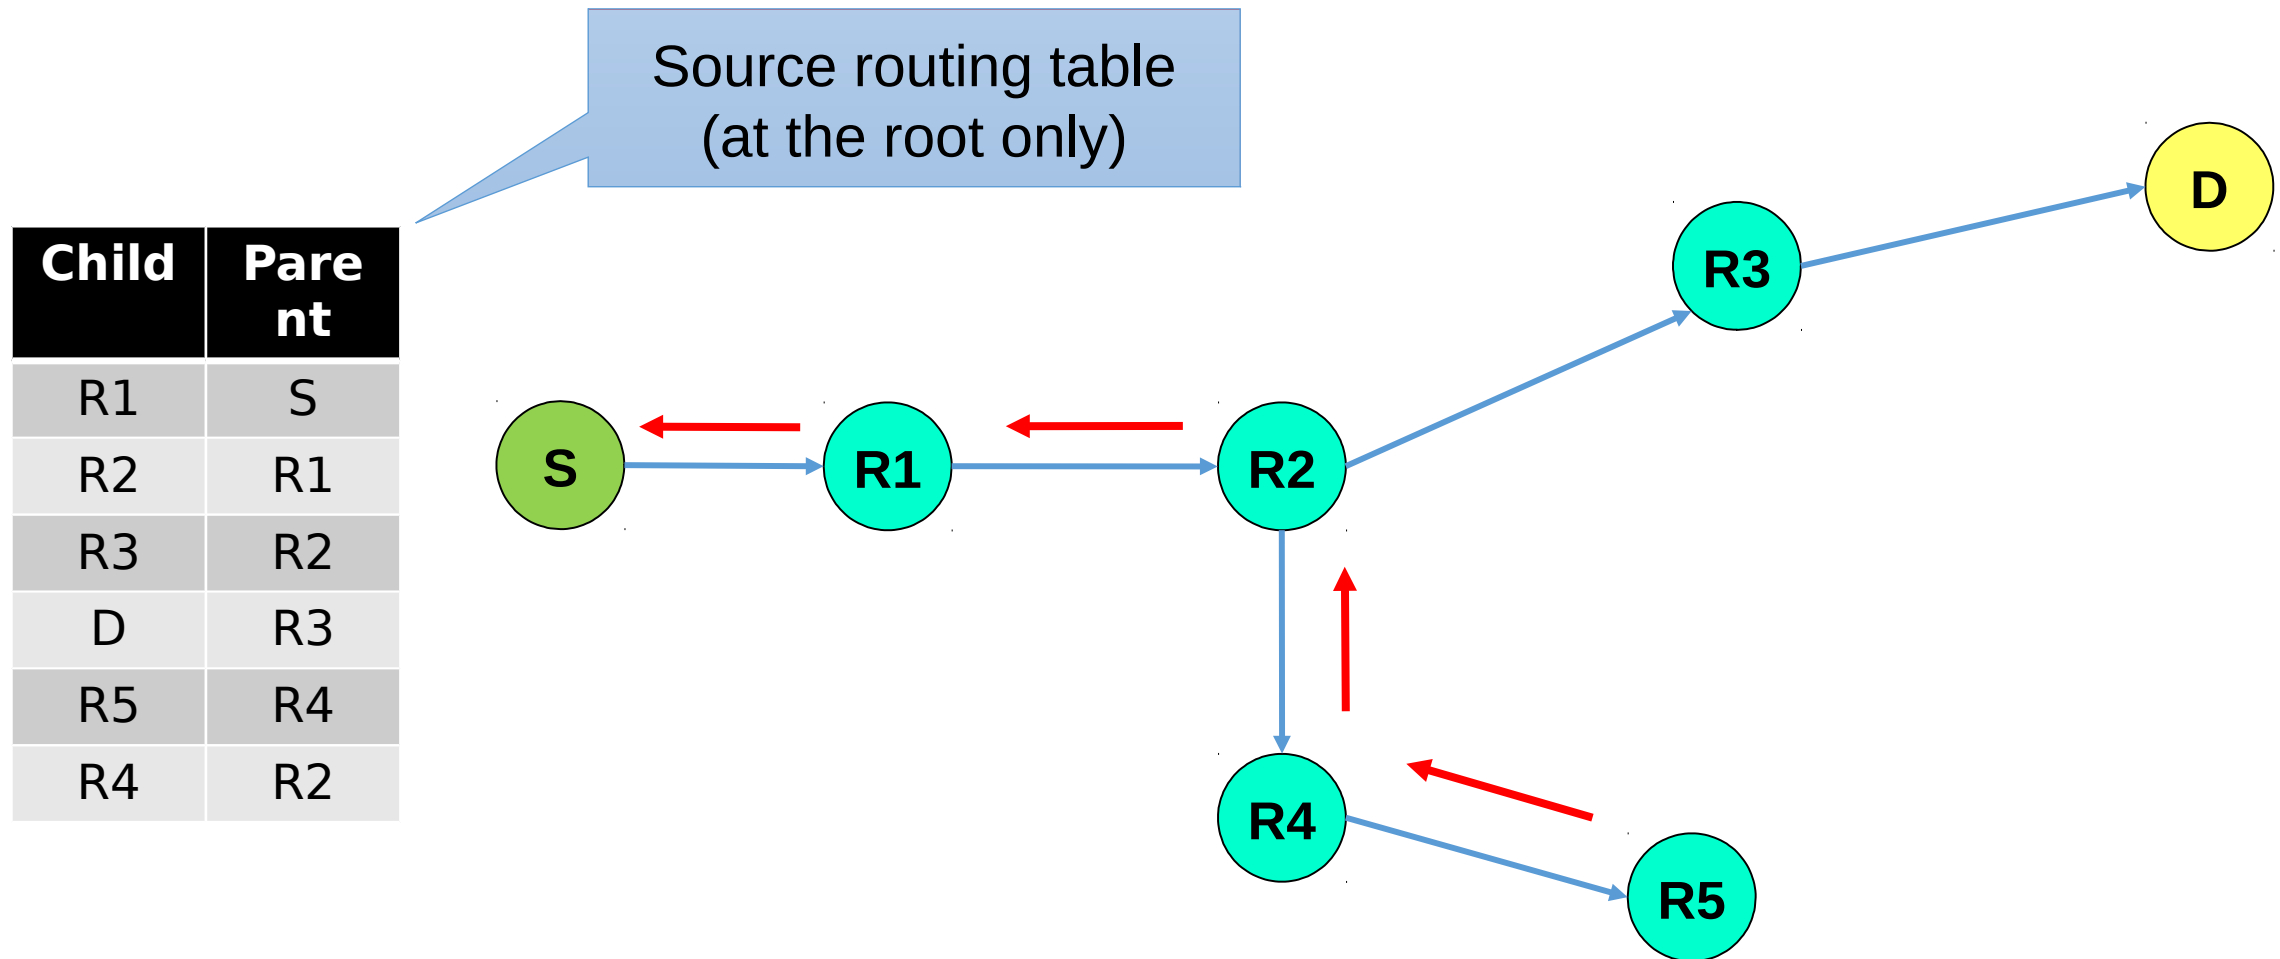 Source routing table
(at the root only)
Child Pare
nt
R1 S
R2 R1
R3 R2
D R3
R5 R4
R4 R2
D
R3
S R1 R2
R4
R5